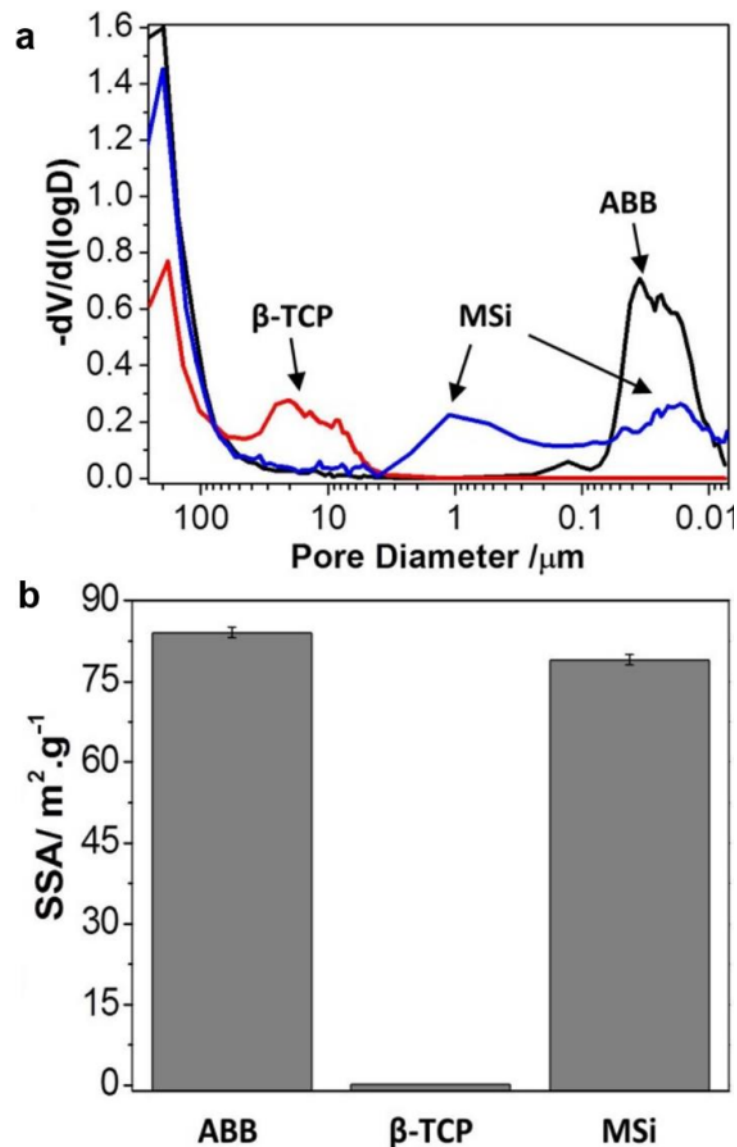 a
1.6
1.4
1.2
1.0
0.8
0.6
0.4
0.2
0.0
-dV/d(logD)
β-TCP
MSi
ABB
100 10 1 0.1 0.01
Pore Diameter /μm
b
90
75
60
45
30
15
0
SSA/ m².g⁻¹
ABB β-TCP MSi